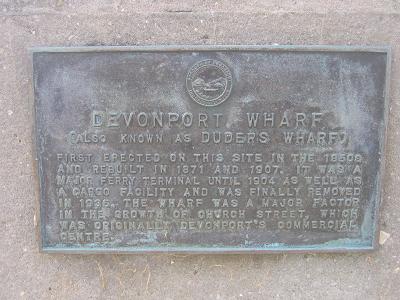 DEVONPORT WHARF
(ALSO KNOWN AS DUDERS WHARF)
FIRST ERECTED ON THIS SITE IN THE 1850S
AND REBUILT IN 1871 AND 1907. IT WAS A
MAJOR FERRY TERMINAL UNTIL 1904 AS WELL AS
A CARGO FACILITY AND WAS FINALLY REMOVED
IN 1936. THE WHARF WAS A MAJOR FACTOR
IN THE GROWTH OF CHURCH STREET, WHICH
WAS ORIGINALLY DEVONPORT'S COMMERCIAL
CENTRE.